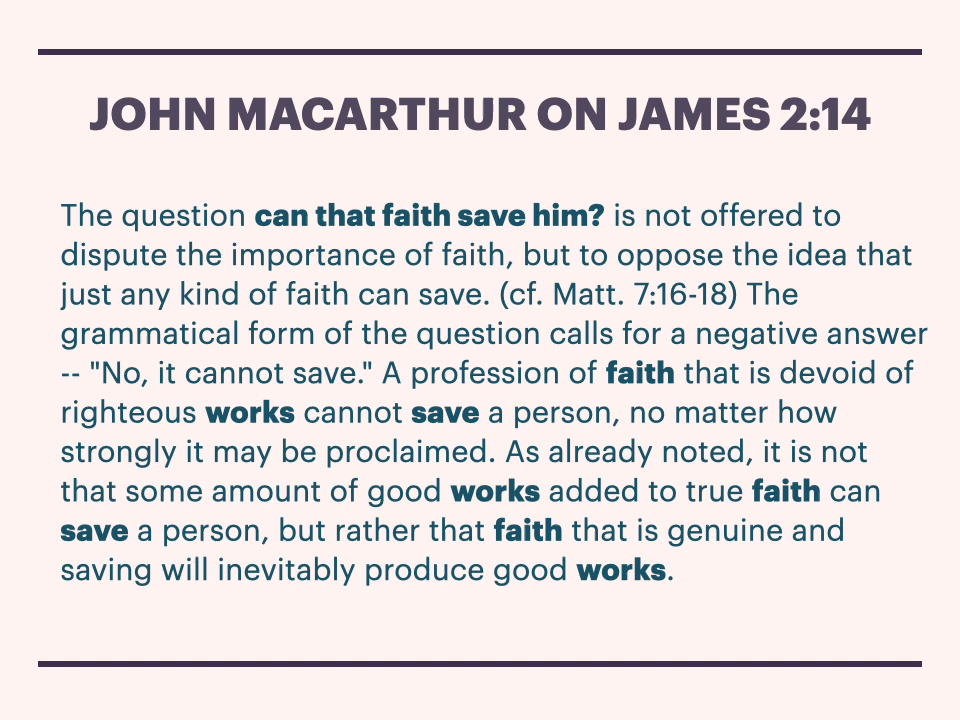 JOHN MACARTHUR ON JAMES 2:14
The question can that faith save him? is not offered to
dispute the importance of faith, but to oppose the idea that
just any kind of faith can save. (cf. Matt. 7:16-18) The
grammatical form of the question calls for a negative answer
-- "No, it cannot save." A profession of faith that is devoid of
righteous works cannot save a person, no matter how
strongly it may be proclaimed. As already noted, it is not
that some amount of good works added to true faith can
save a person, but rather that faith that is genuine and
saving will inevitably produce good works.